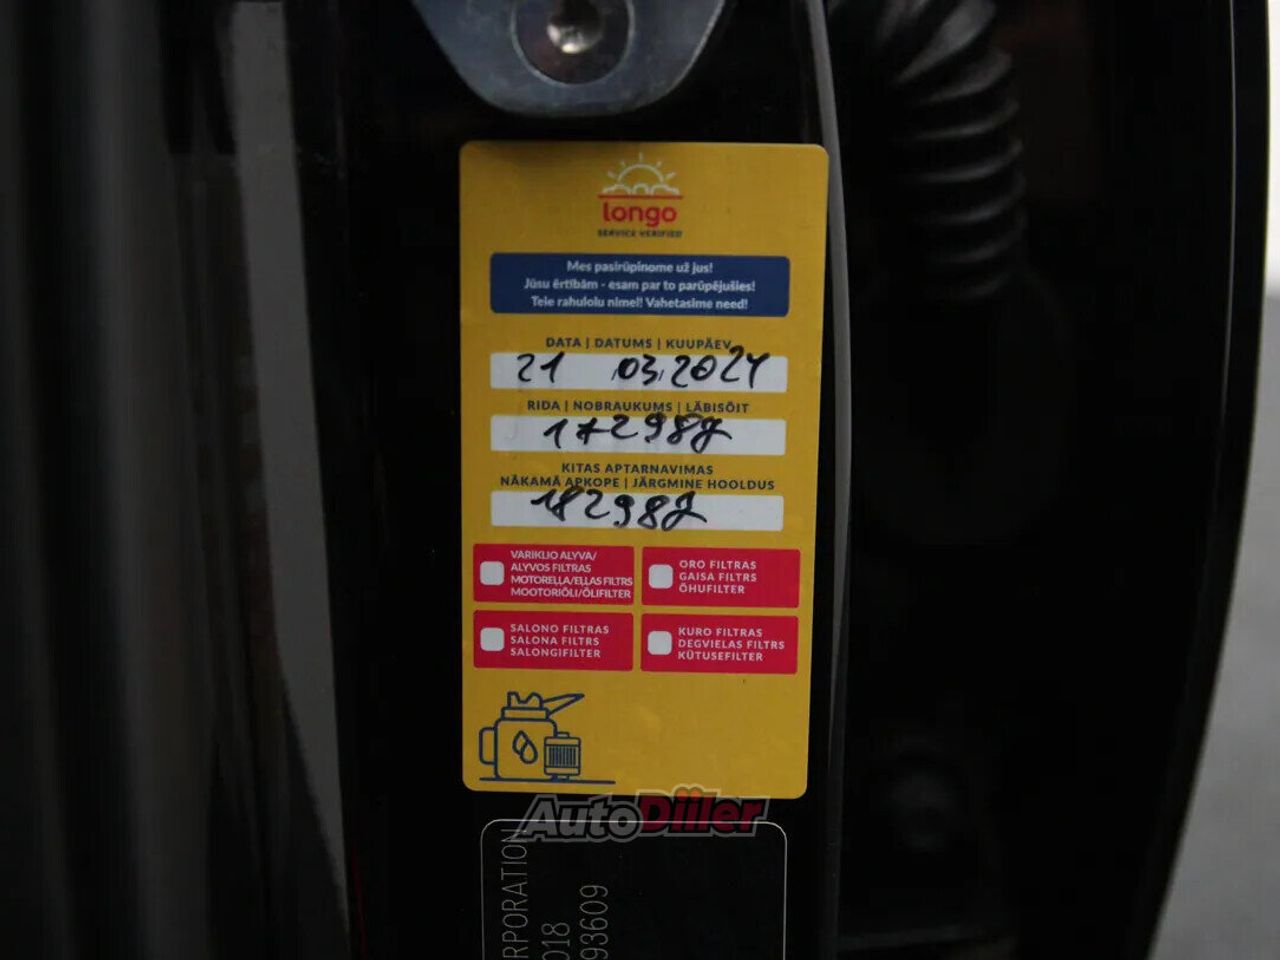 longo
SERVICE VERIFIED
Mes pasirūpinome už jus!
Jūsu ērtībām - esam par to parūpējušies!
Teie rahulolu nimel! Vahetasime need!
DATA | DATUMS | KUUPÄEV
21 .03.2024
RIDA | NOBRAUKUMS | LÄBISÕIT
172987
KITAS APTARNAVIMAS
NĀKAMĀ APKOPE | JÄRGMINE HOOLDUS
182987
VARIKLIO ALYVA/
ALYVOS FILTRAS
MOTOREĻĻA/EĻĻAS FILTRS
MOOTORIÕLI/ÕLIFILTER
ORO FILTRAS
GAISA FILTRS
ÕHUFILTER
SALONO FILTRAS
SALONA FILTRS
SALONGIFILTER
KURO FILTRAS
DEGVIELAS FILTRS
KÜTUSEFILTER
AutoDiiler
RPORATION
018
93609